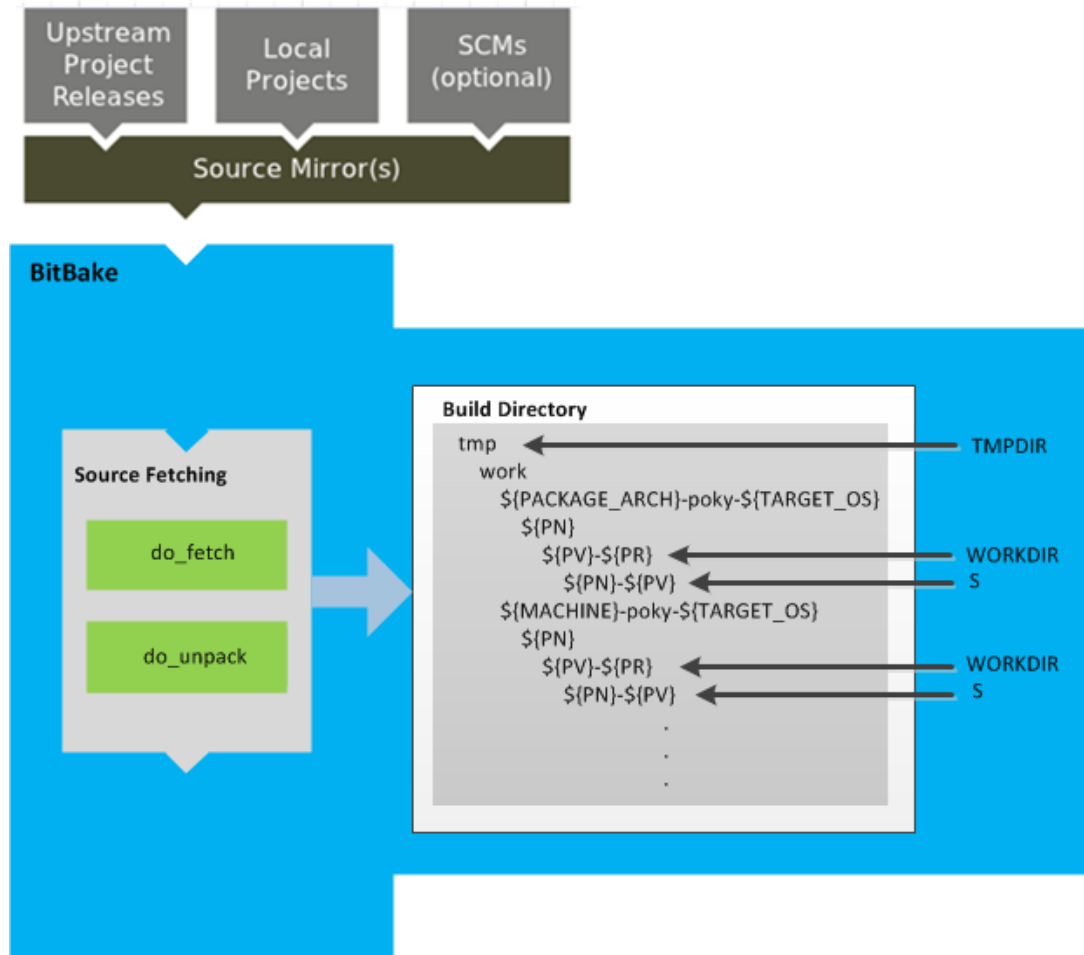 Upstream
Project
Releases
Local
Projects
SCMs
(optional)
Source Mirror(s)
BitBake
Source Fetching
do_fetch
do_unpack
Build Directory
tmp
TMPDIR
work
${PACKAGE_ARCH}-poky-${TARGET_OS}
${PN}
${PV}-${PR}
WORKDIR
${PN}-${PV}
S
${MACHINE}-poky-${TARGET_OS}
${PN}
${PV}-${PR}
WORKDIR
${PN}-${PV}
S
.
.
.